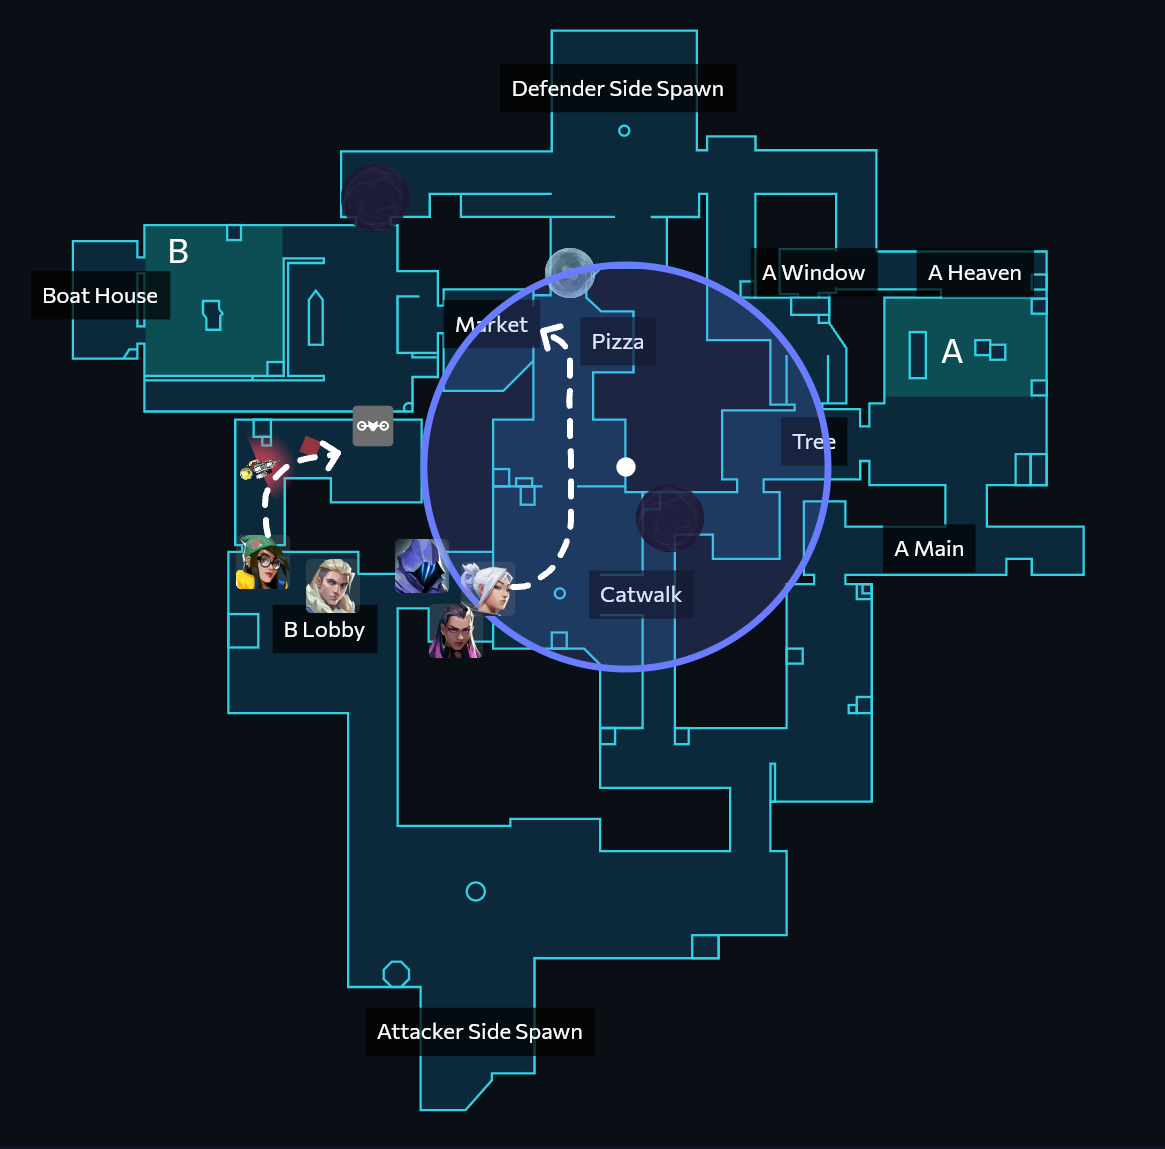 Defender Side Spawn
B
A Window
A Heaven
Boat House
Market
Pizza
A
Tree
A Main
Catwalk
B Lobby
Attacker Side Spawn